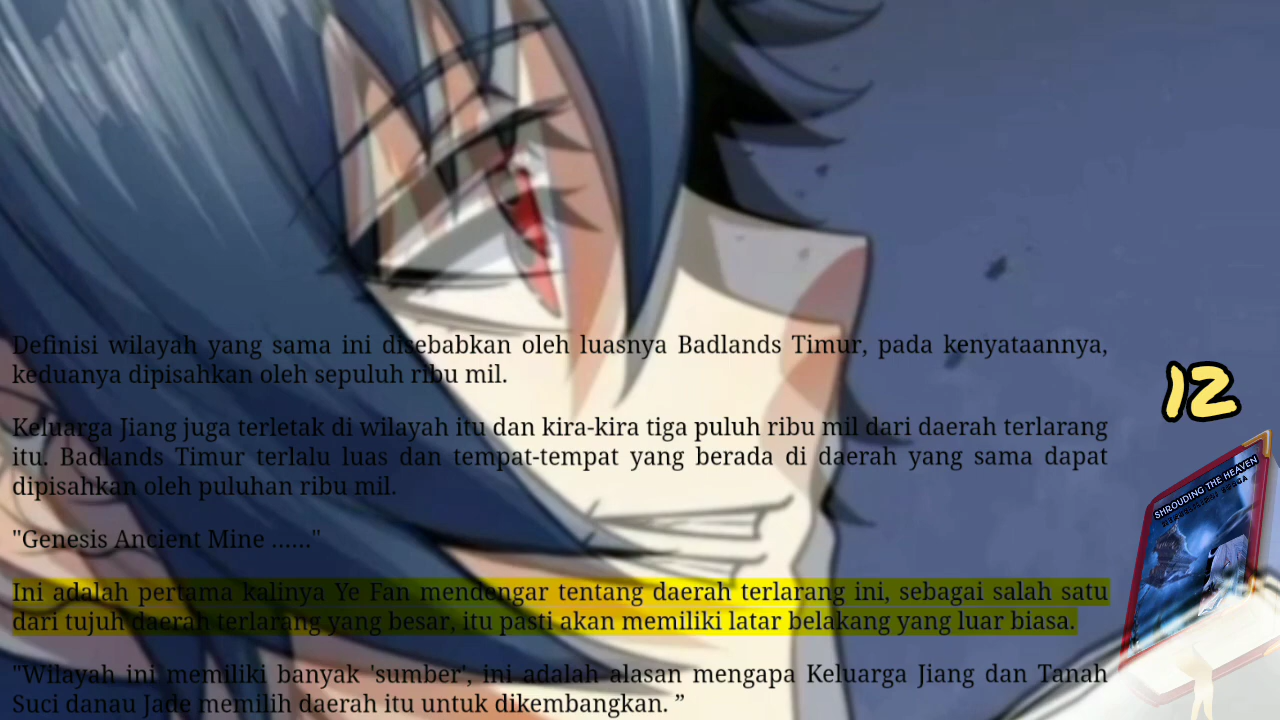 Definisi wilayah yang sama ini disebabkan oleh luasnya Badlands Timur, pada kenyataannya,
keduanya dipisahkan oleh sepuluh ribu mil.
Keluarga Jiang juga terletak di wilayah itu dan kira-kira tiga puluh ribu mil dari daerah terlarang
itu. Badlands Timur terlalu luas dan tempat-tempat yang berada di daerah yang sama dapat
dipisahkan oleh puluhan ribu mil.
"Genesis Ancient Mine ......"
Ini adalah pertama kalinya Ye Fan mendengar tentang daerah terlarang ini, sebagai salah satu
dari tujuh daerah terlarang yang besar, itu pasti akan memiliki latar belakang yang luar biasa.
"Wilayah ini memiliki banyak 'sumber', ini adalah alasan mengapa Keluarga Jiang dan Tanah
Suci danau Jade memilih daerah itu untuk dikembangkan. ”
12
SHROUDING THE HEAVEN